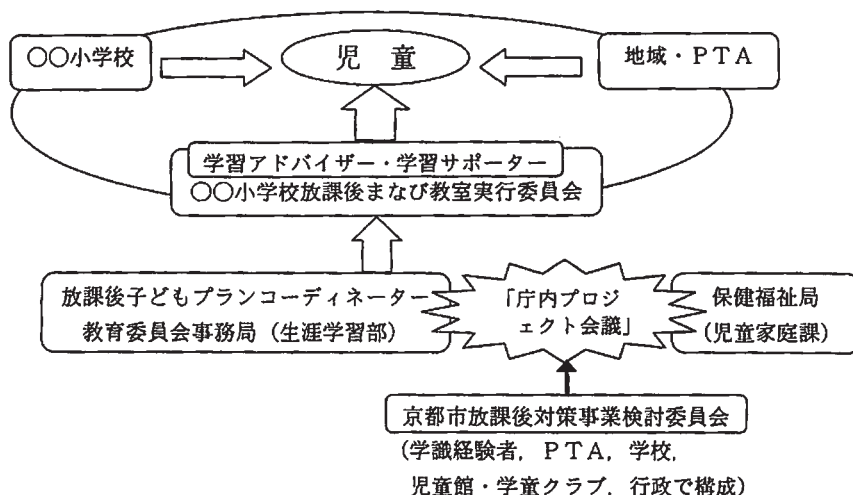 〇〇小学校
児 童
地域・PTA
学習アドバイザー・学習サポーター
〇〇小学校放課後まなび教室実行委員会
放課後子どもプランコーディネーター
教育委員会事務局(生涯学習部)
「庁内プロジ
ェクト会議」
保健福祉局
(児童家庭課)
京都市放課後対策事業検討委員会
(学識経験者,PTA,学校,
児童館・学童クラブ,行政で構成)